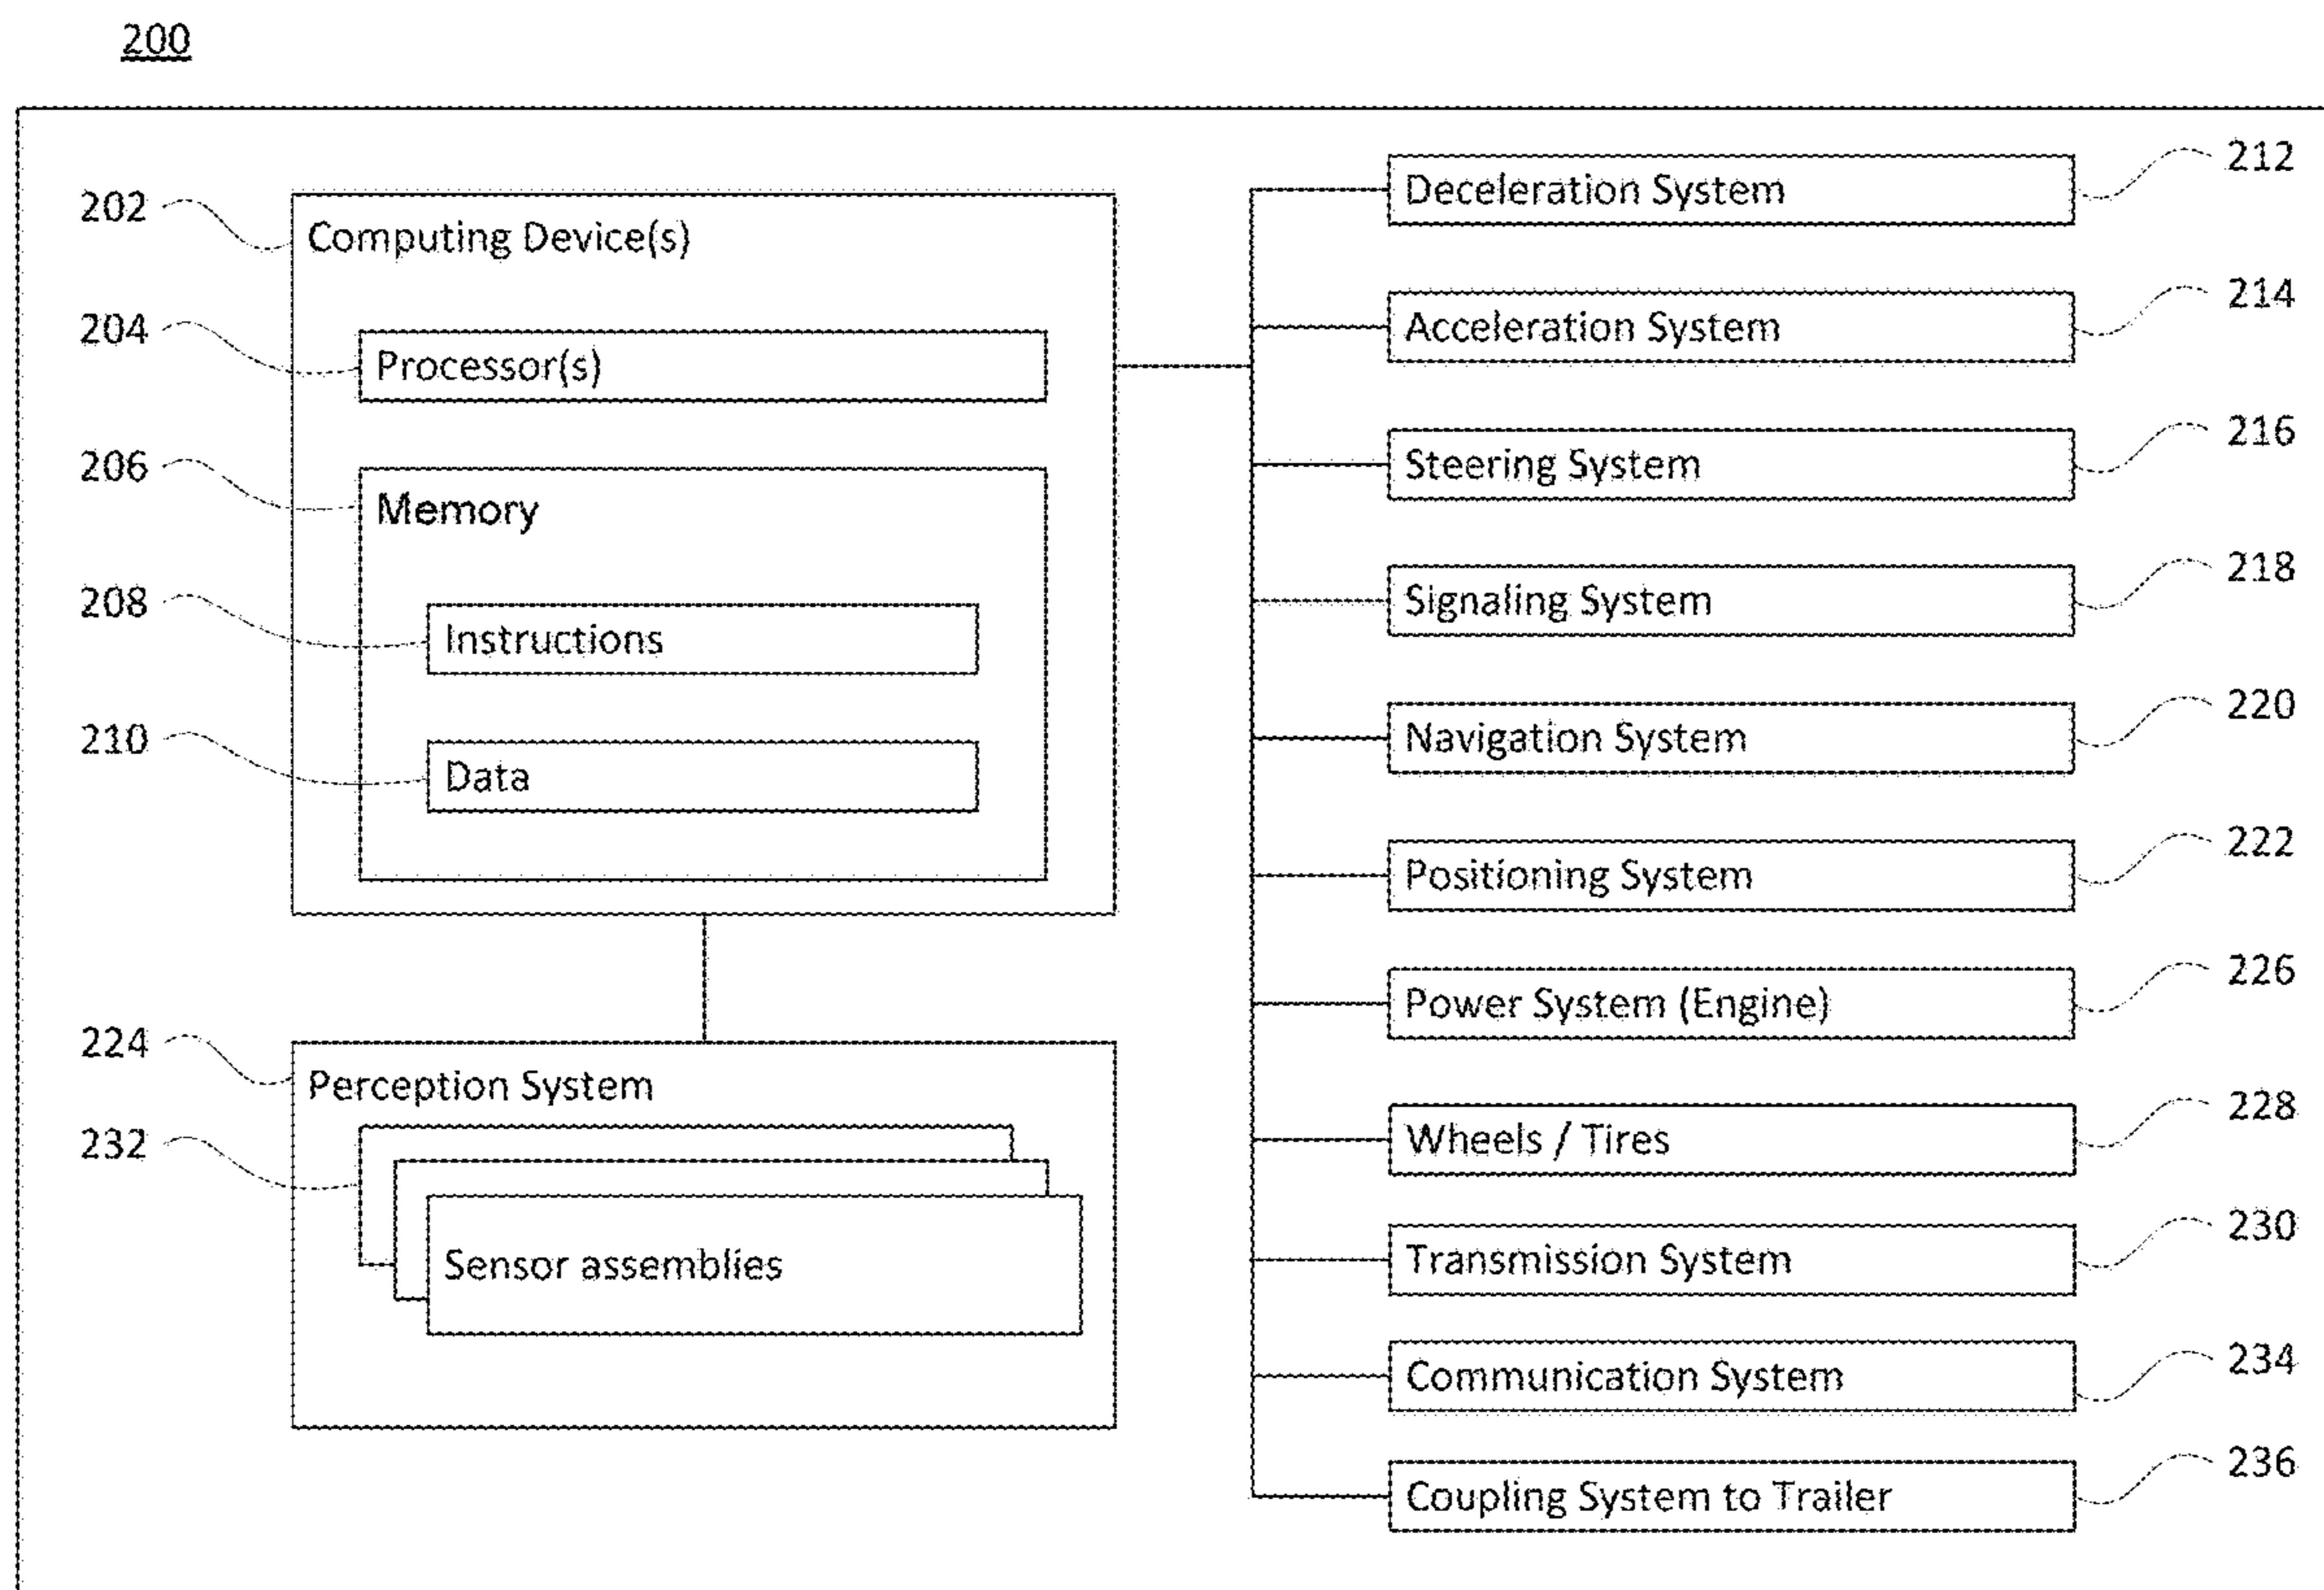 200
202
Computing Device(s)
204
Processor(s)
206
Memory
208
Instructions
210
Data
224
Perception System
232
Sensor assemblies
Deceleration System
212
Acceleration System
214
Steering System
216
Signaling System
218
Navigation System
220
Positioning System
222
Power System (Engine)
226
Wheels / Tires
228
Transmission System
230
Communication System
234
Coupling System to Trailer
236